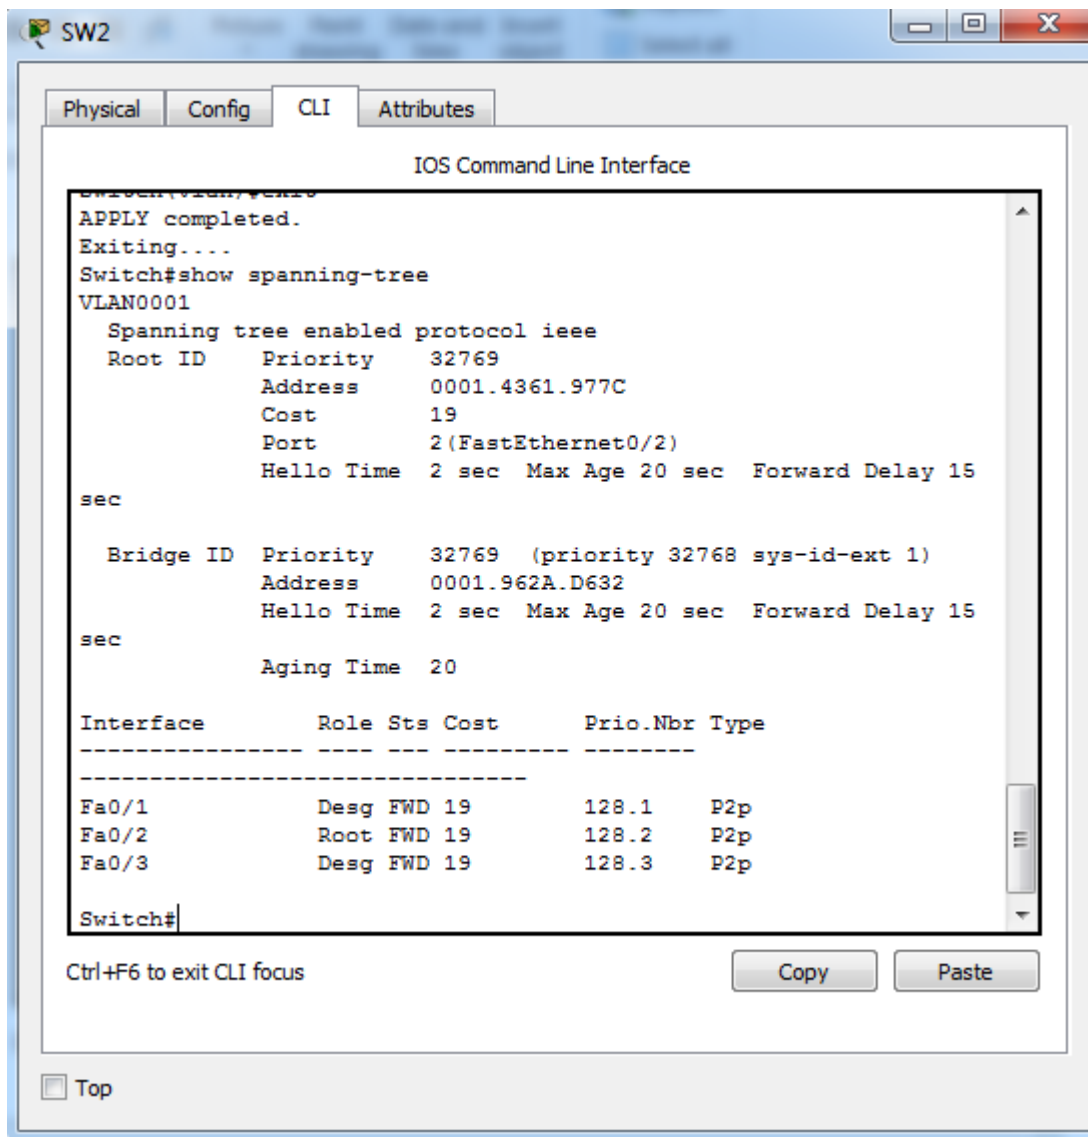 SW2
Physical Config CLI Attributes
IOS Command Line Interface
APPLY completed.
Exiting....
Switch#show spanning-tree
VLAN0001
  Spanning tree enabled protocol ieee
  Root ID    Priority    32769
             Address     0001.4361.977C
             Cost        19
             Port        2(FastEthernet0/2)
             Hello Time  2 sec  Max Age 20 sec  Forward Delay 15
sec
  Bridge ID  Priority    32769  (priority 32768 sys-id-ext 1)
             Address     0001.962A.D632
             Hello Time  2 sec  Max Age 20 sec  Forward Delay 15
sec
             Aging Time  20
Interface        Role Sts Cost      Prio.Nbr Type
---------------- ---- --- --------- --------
--------------------------------
Fa0/1            Desg FWD 19        128.1    P2p
Fa0/2            Root FWD 19        128.2    P2p
Fa0/3            Desg FWD 19        128.3    P2p
Switch#
Ctrl+F6 to exit CLI focus
Copy Paste
Top